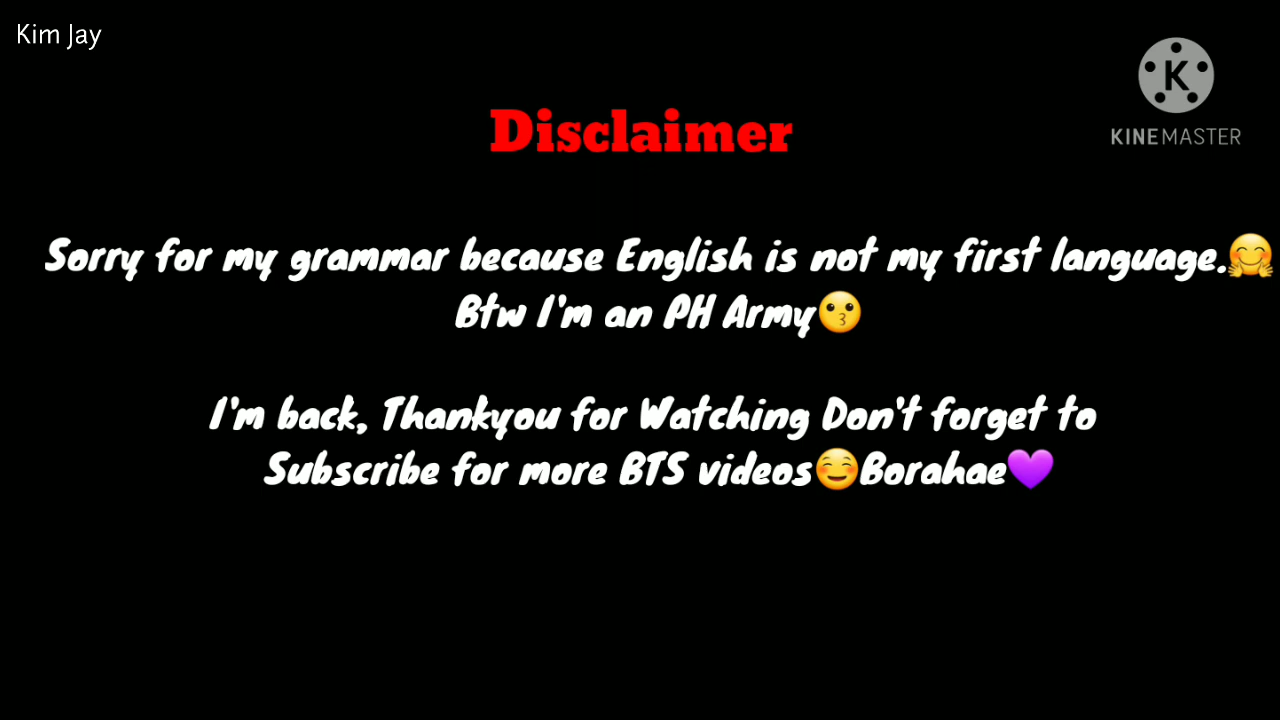 Kim Jay
K
KINEMASTER
Disclaimer
Sorry for my grammar because English is not my first language.🤗
Btw I'm an PH Army😗
I'm back, Thankyou for Watching Don't forget to
Subscribe for more BTS videos☺️Borahae💜